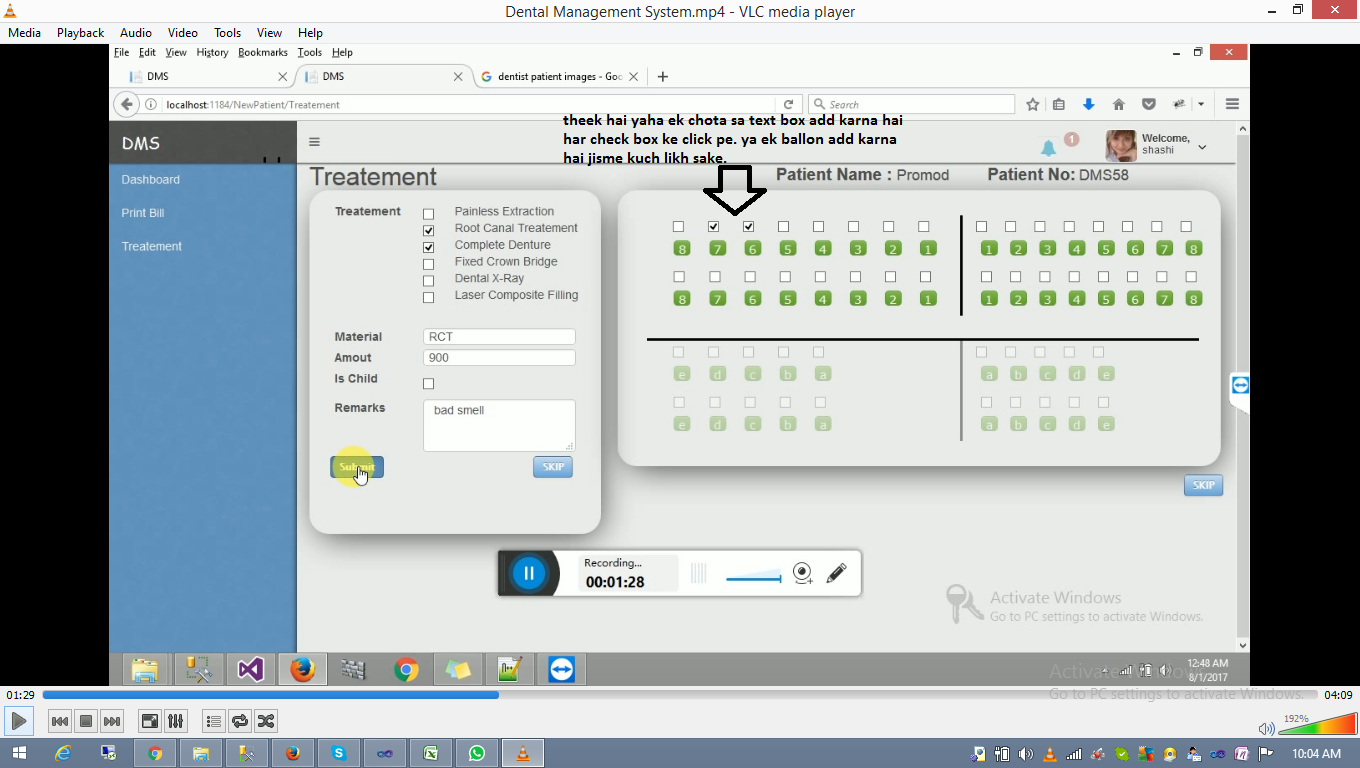 Dental Management System.mp4 - VLC media player
Media Playback Audio Video Tools View Help
File Edit View History Bookmarks Tools Help
DMS
DMS
dentist patient images - Goo
localhost:1184/NewPatient/Treatement
Search
theek hai yaha ek chota sa text box add karna hai
har check box ke click pe. ya ek ballon add karna
hai jisme kuch likh sake.
DMS
1
Welcome,
shashi
Dashboard
Print Bill
Treatement
Treatement
Patient Name : Promod
Patient No: DMS58
Treatement
Painless Extraction
Root Canal Treatement
Complete Denture
Fixed Crown Bridge
Dental X-Ray
Laser Composite Filling
Material RCT
Amout 900
Is Child
Remarks bad smell
Submit SKIP
8 7 6 5 4 3 2 1 1 2 3 4 5 6 7 8
8 7 6 5 4 3 2 1 1 2 3 4 5 6 7 8
e d c b a a b c d e
e d c b a a b c d e
SKIP
Recording...
00:01:28
Activate Windows
Go to PC settings to activate Windows.
12:48 AM
8/1/2017
Activate Windows
Go to PC settings to activate Windows.
01:29
04:09
192%
10:04 AM